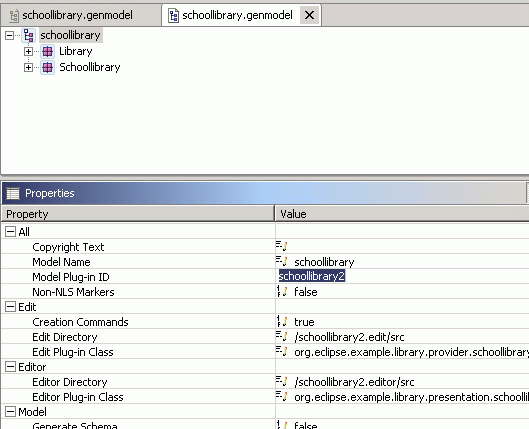 schoollibrary.genmodel schoollibrary.genmodel
schoollibrary
Library
Schoollibrary
Properties
Property Value
All
Copyright Text
Model Name schoollibrary
Model Plug-in ID schoollibrary2
Non-NLS Markers false
Edit
Creation Commands true
Edit Directory /schoollibrary2.edit/src
Edit Plug-in Class org.eclipse.example.library.provider.schoollibrary
Editor
Editor Directory /schoollibrary2.editor/src
Editor Plug-in Class org.eclipse.example.library.presentation.schoolli
Model
Generate Schema false